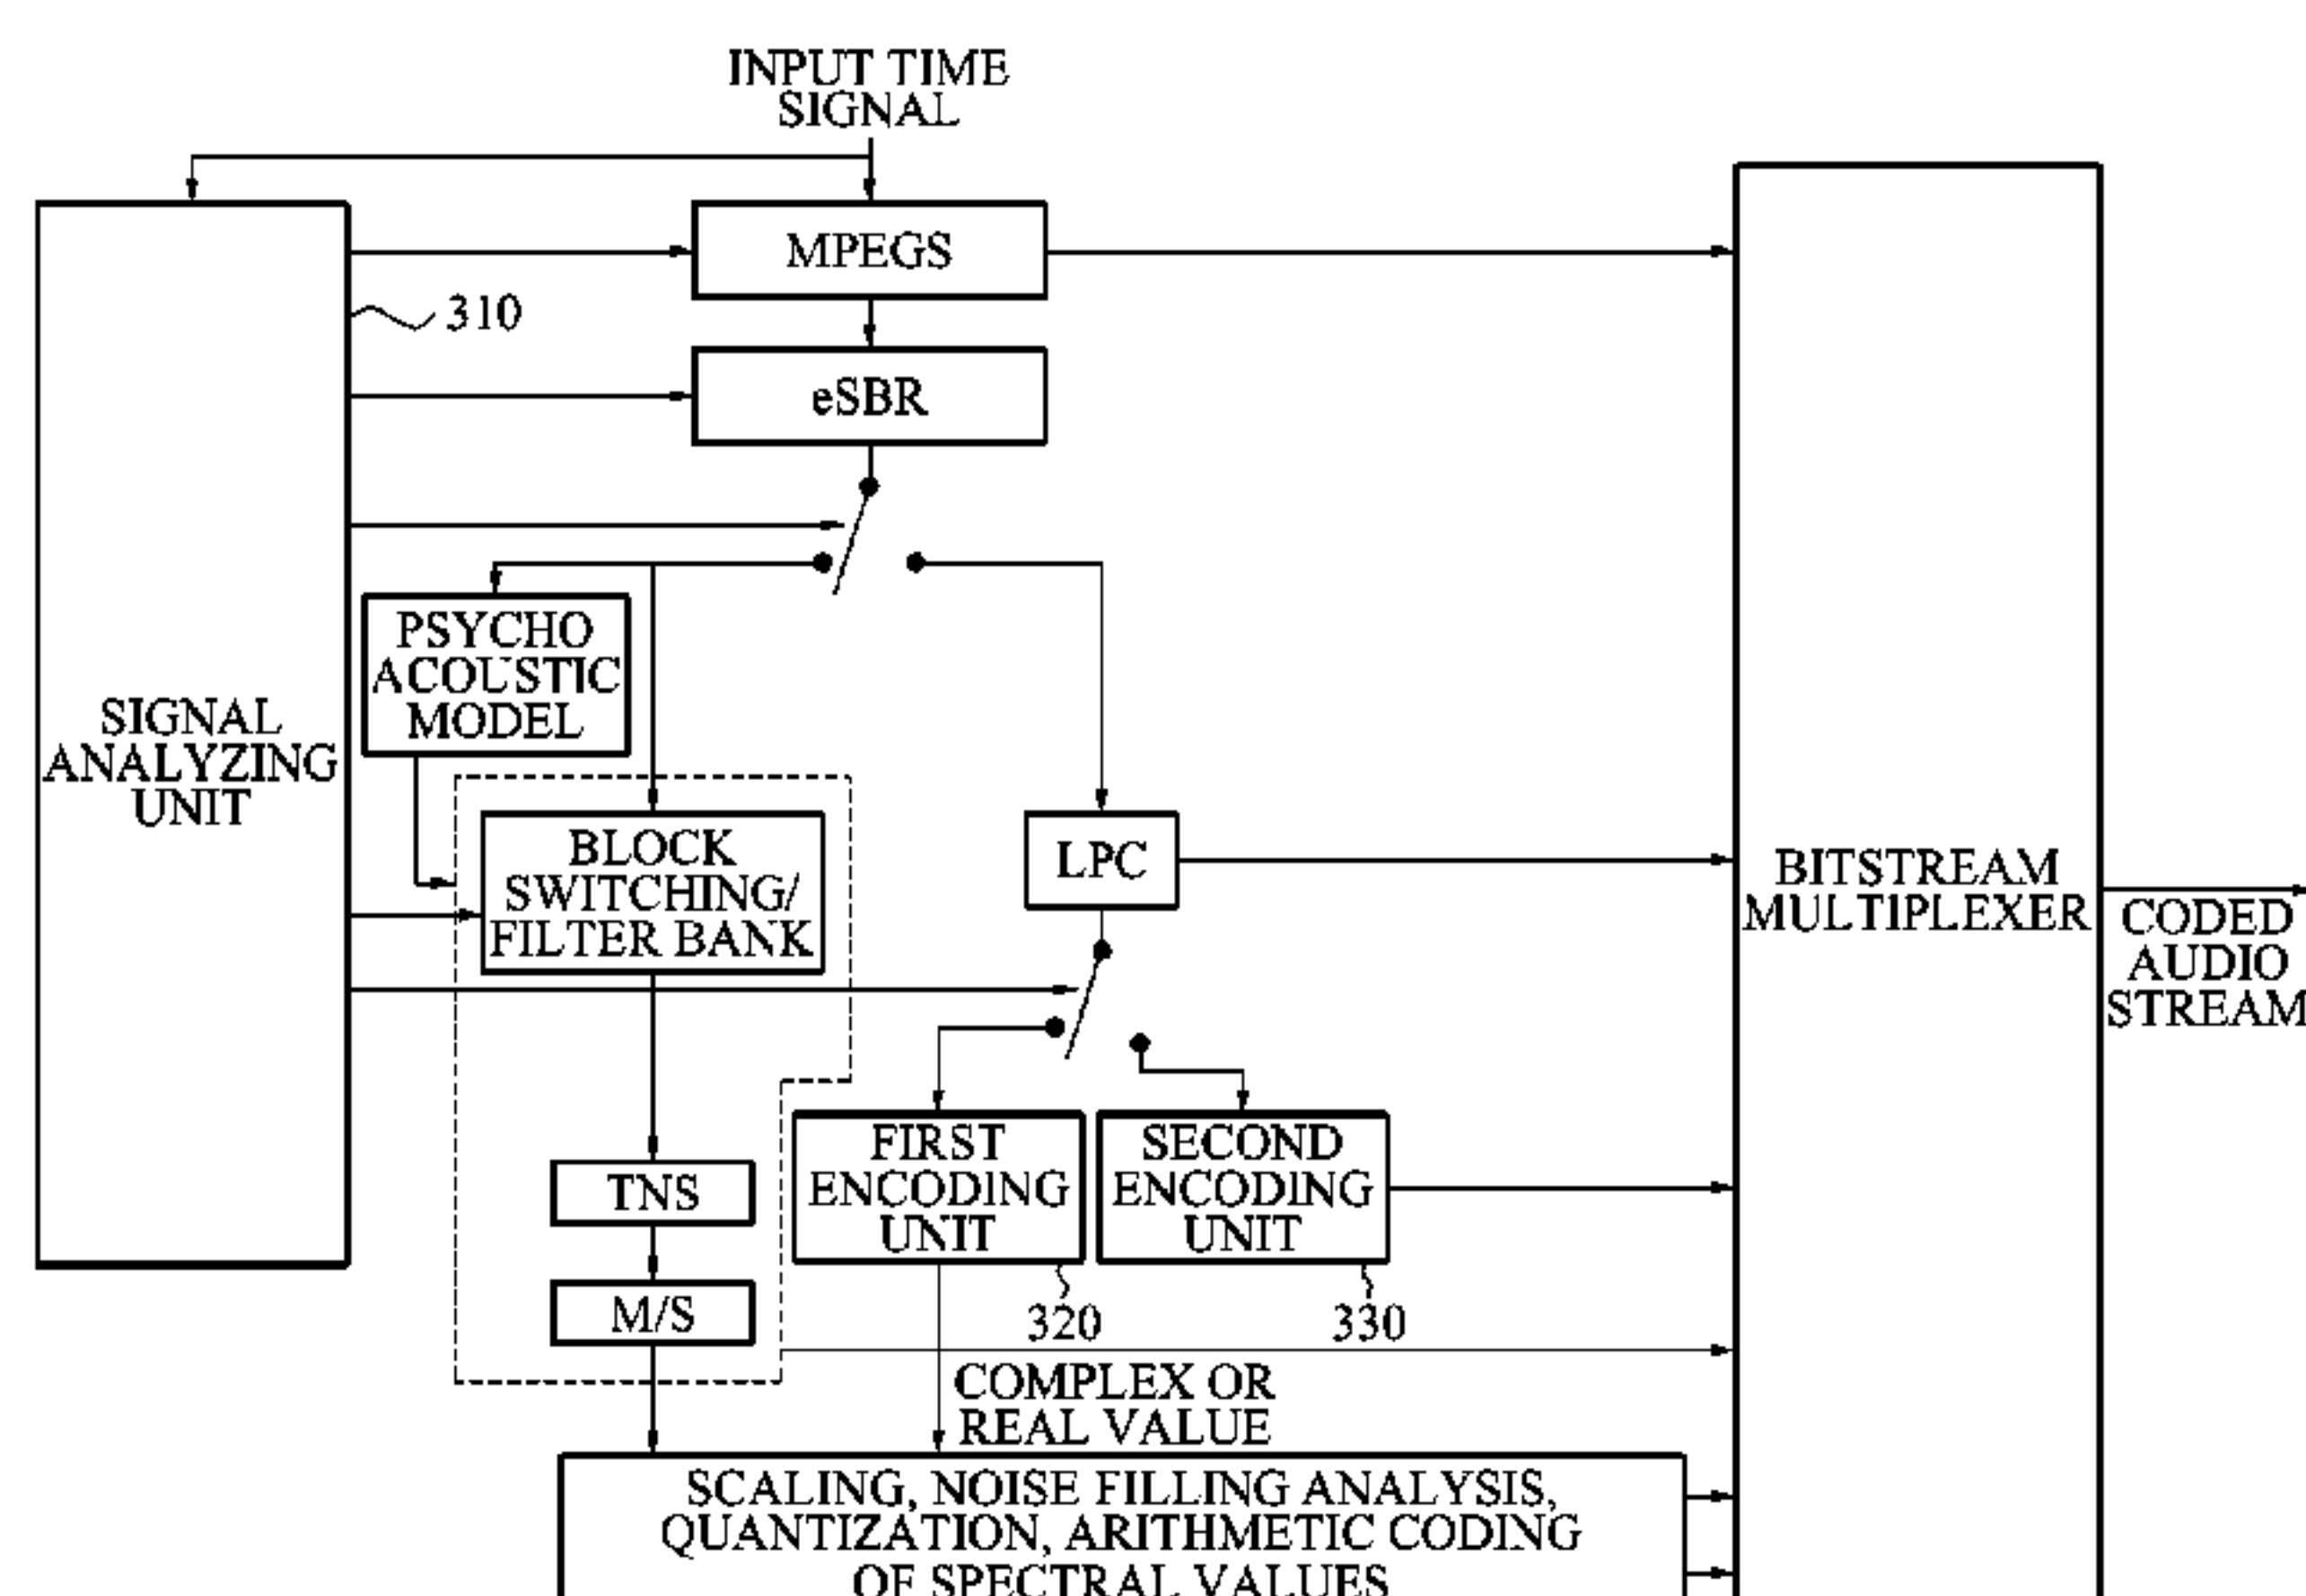 INPUT TIME
SIGNAL
MPEGS
310
eSBR
PSYCHO
ACOUSTIC
MODEL
SIGNAL
ANALYZING
UNIT
BLOCK
SWITCHING/
FILTER BANK
LPC
BITSTREAM
MULTIPLEXER
CODED
AUDIO
STREAM
FIRST
ENCODING
UNIT
SECOND
ENCODING
UNIT
TNS
M/S
320
330
COMPLEX OR
REAL VALUE
SCALING, NOISE FILLING ANALYSIS,
QUANTIZATION, ARITHMETIC CODING
OF SPECTRAL VALUES